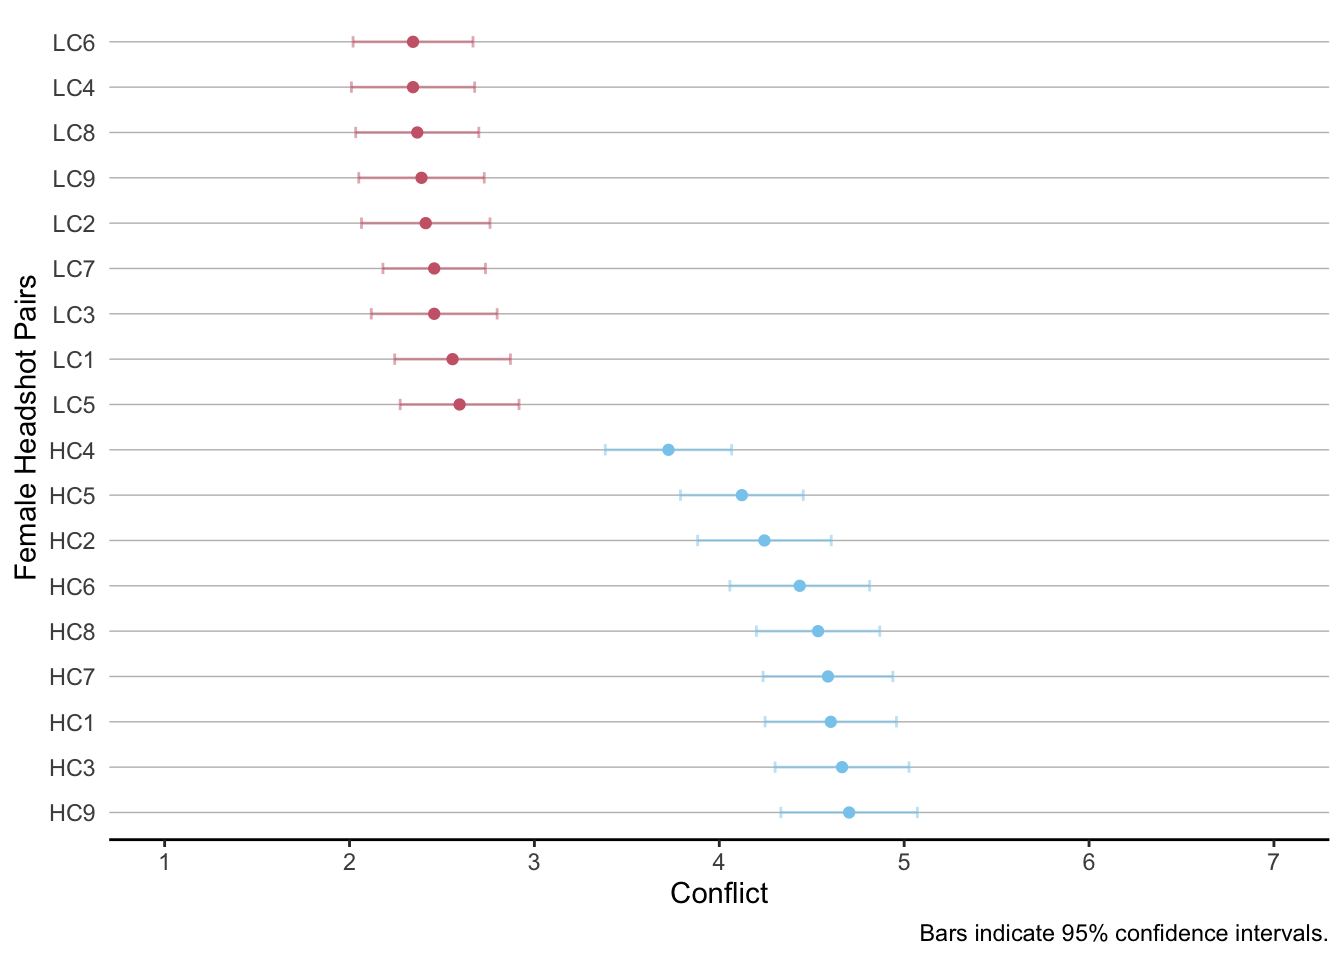 Female Headshot Pairs
LC6
LC4
LC8
LC9
LC2
LC7
LC3
LC1
LC5
HC4
HC5
HC2
HC6
HC8
HC7
HC1
HC3
HC9
1 2 3 4 5 6 7
Conflict
Bars indicate 95% confidence intervals.